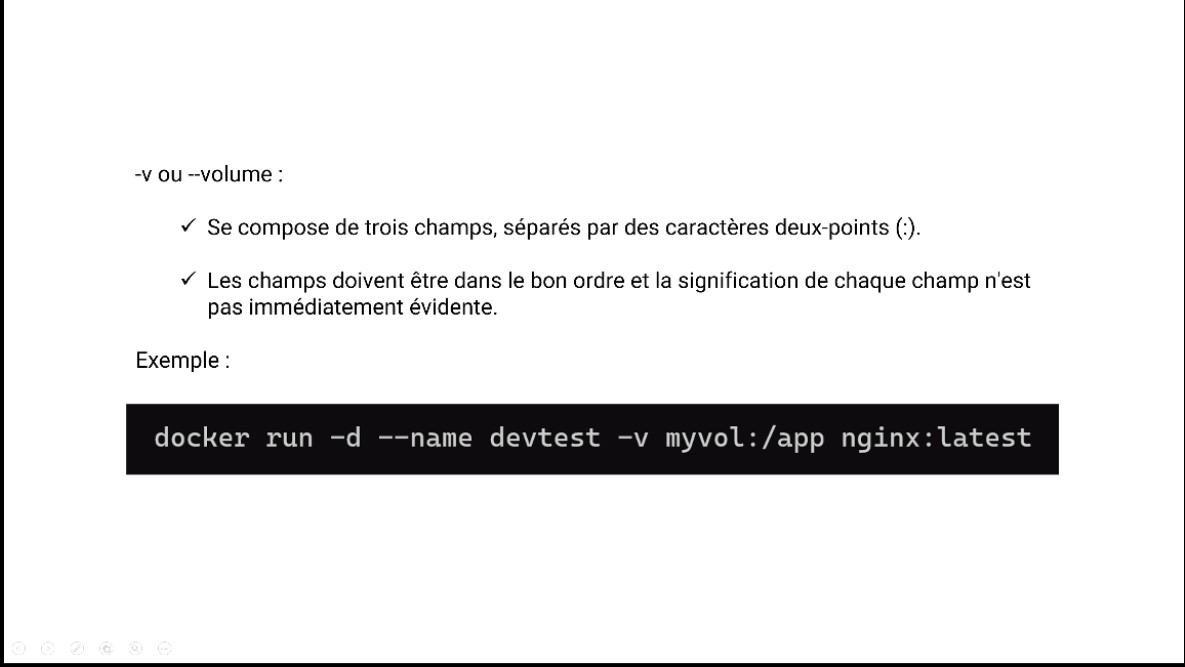 -v ou --volume :
✓ Se compose de trois champs, séparés par des caractères deux-points (:).
✓ Les champs doivent être dans le bon ordre et la signification de chaque champ n'est
pas immédiatement évidente.
Exemple :
docker run -d --name devtest -v myvol:/app nginx:latest